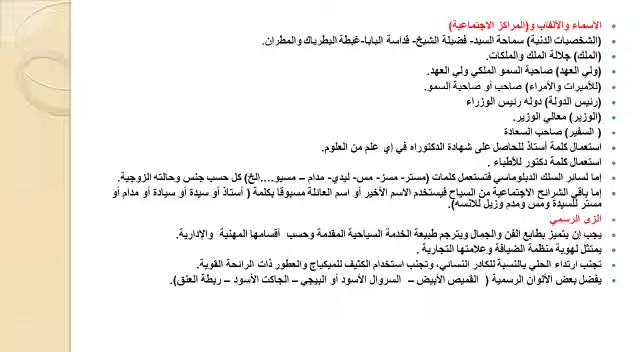 الأسماء والألقاب و(المراكز الاجتماعية)
(الشخصيات الدنية) سماحة السيد- فضيلة الشيخ- قداسة البابا-غبطة البطرياك والمطران.
(الملك) جلالة الملك والملكات.
(ولي العهد) صاحبة السمو الملكي ولي العهد.
(للأميرات والأمراء) صاحب أو صاحبة السمو.
(رئيس الدولة) دوله رئيس الوزراء
(الوزير) معالي الوزير.
( السفير) صاحب السعادة
استعمال كلمة أستاذ للحاصل على شهادة الدكتوراه في إي علم من العلوم.
استعمال كلمة دكتور للأطباء .
إما لسائر السلك الدبلوماسي فتستعمل كلمات (مستر- مسز- مس- ليدي- مدام – مسيو....الخ) كل حسب جنس وحالته الزوجية.
إما باقي الشرائح الاجتماعية من السياح فيستخدم الاسم الأخير أو اسم العائلة مسبوقا بكلمة ( أستاذ أو سيدة أو سيادة أو مدام أو
مستر للسيدة ومس ومدم وزيل للانسه).
الزى الرسمي
يجب إن يتميز بطابع الفن والجمال ويترجم طبيعة الخدمة السياحية المقدمة وحسب أقسامها المهنية والإدارية.
يمتثل لهوية منظمة الضيافة وعلامتها التجارية .
تجنب ارتداء الحلي بالنسبة للكادر النسائي، وتجنب استخدام الكثيف للميكياج والعطور ذات الرائحة القوية.
يفضل بعض الألوان الرسمية ( القميص الأبيض – السروال الأسود أو البيجي – الجاكت الأسود – ربطة العنق).